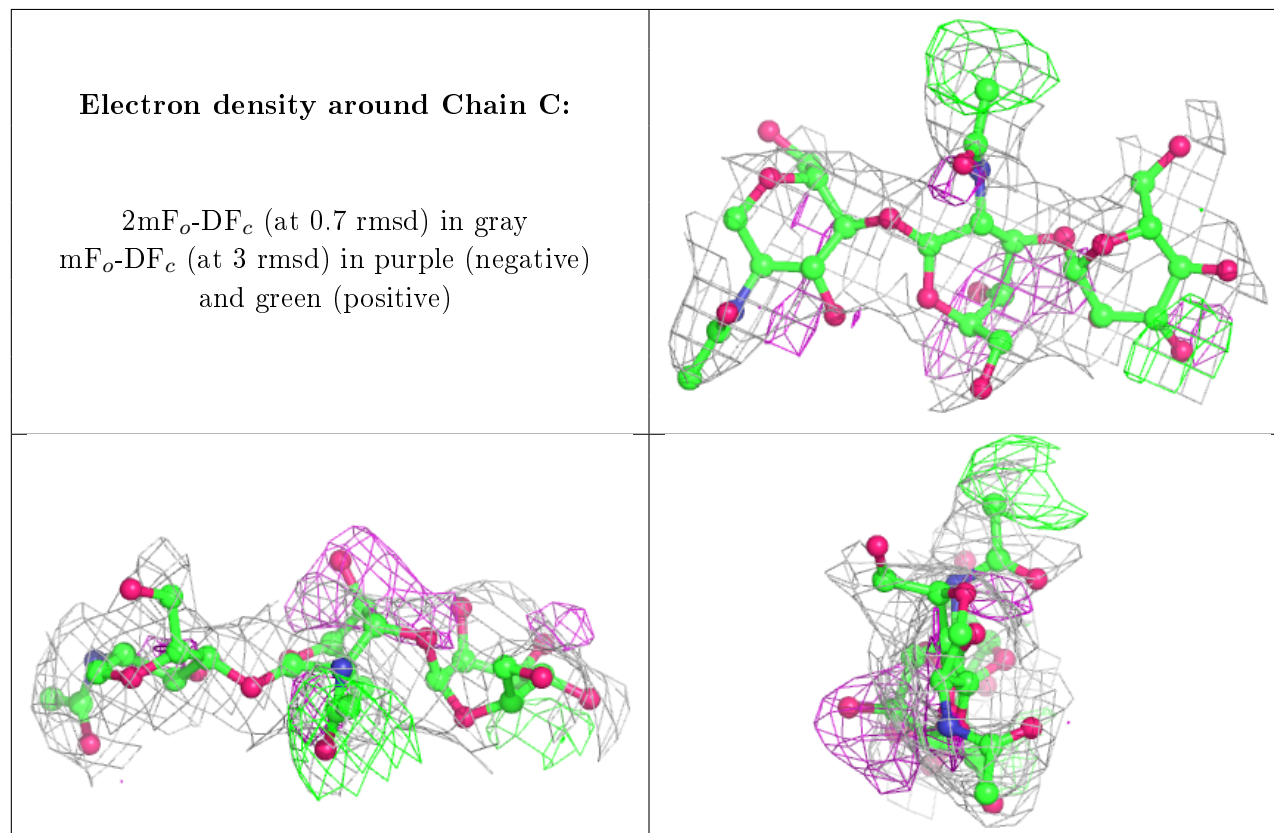 Electron density around Chain C:
2mFₒ-DF𝒸 (at 0.7 rmsd) in gray
mFₒ-DF𝒸 (at 3 rmsd) in purple (negative)
and green (positive)